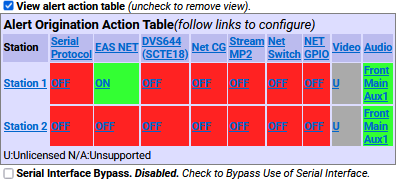 View alert action table (uncheck to remove view).
Alert Origination Action Table(follow links to configure)
Station Serial Protocol EAS NET DVS644 (SCTE18) Net CG Stream MP2 Net Switch NET GPIO Video Audio
Station 1 OFF ON OFF OFF OFF OFF OFF U Front Main Aux1
Station 2 OFF OFF OFF OFF OFF OFF OFF U Front Main Aux1
U:Unlicensed N/A:Unsupported
Serial Interface Bypass. Disabled. Check to Bypass Use of Serial Interface.